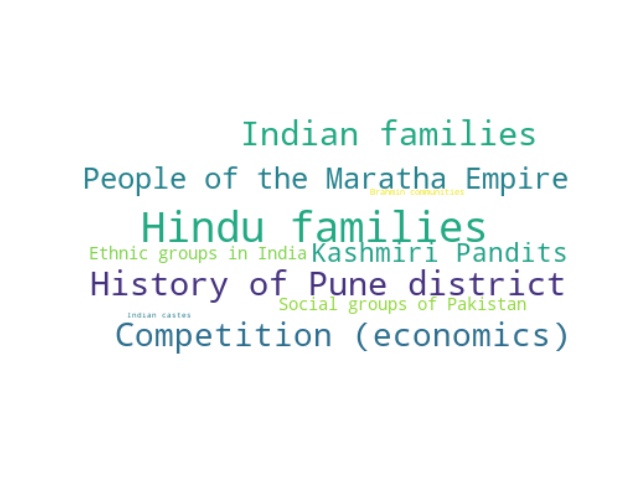 Indian families
People of the Maratha Empire
Brahmin communities
Hindu families
Ethnic groups in India
Kashmiri Pandits
History of Pune district
Social groups of Pakistan
Indian castes
Competition (economics)